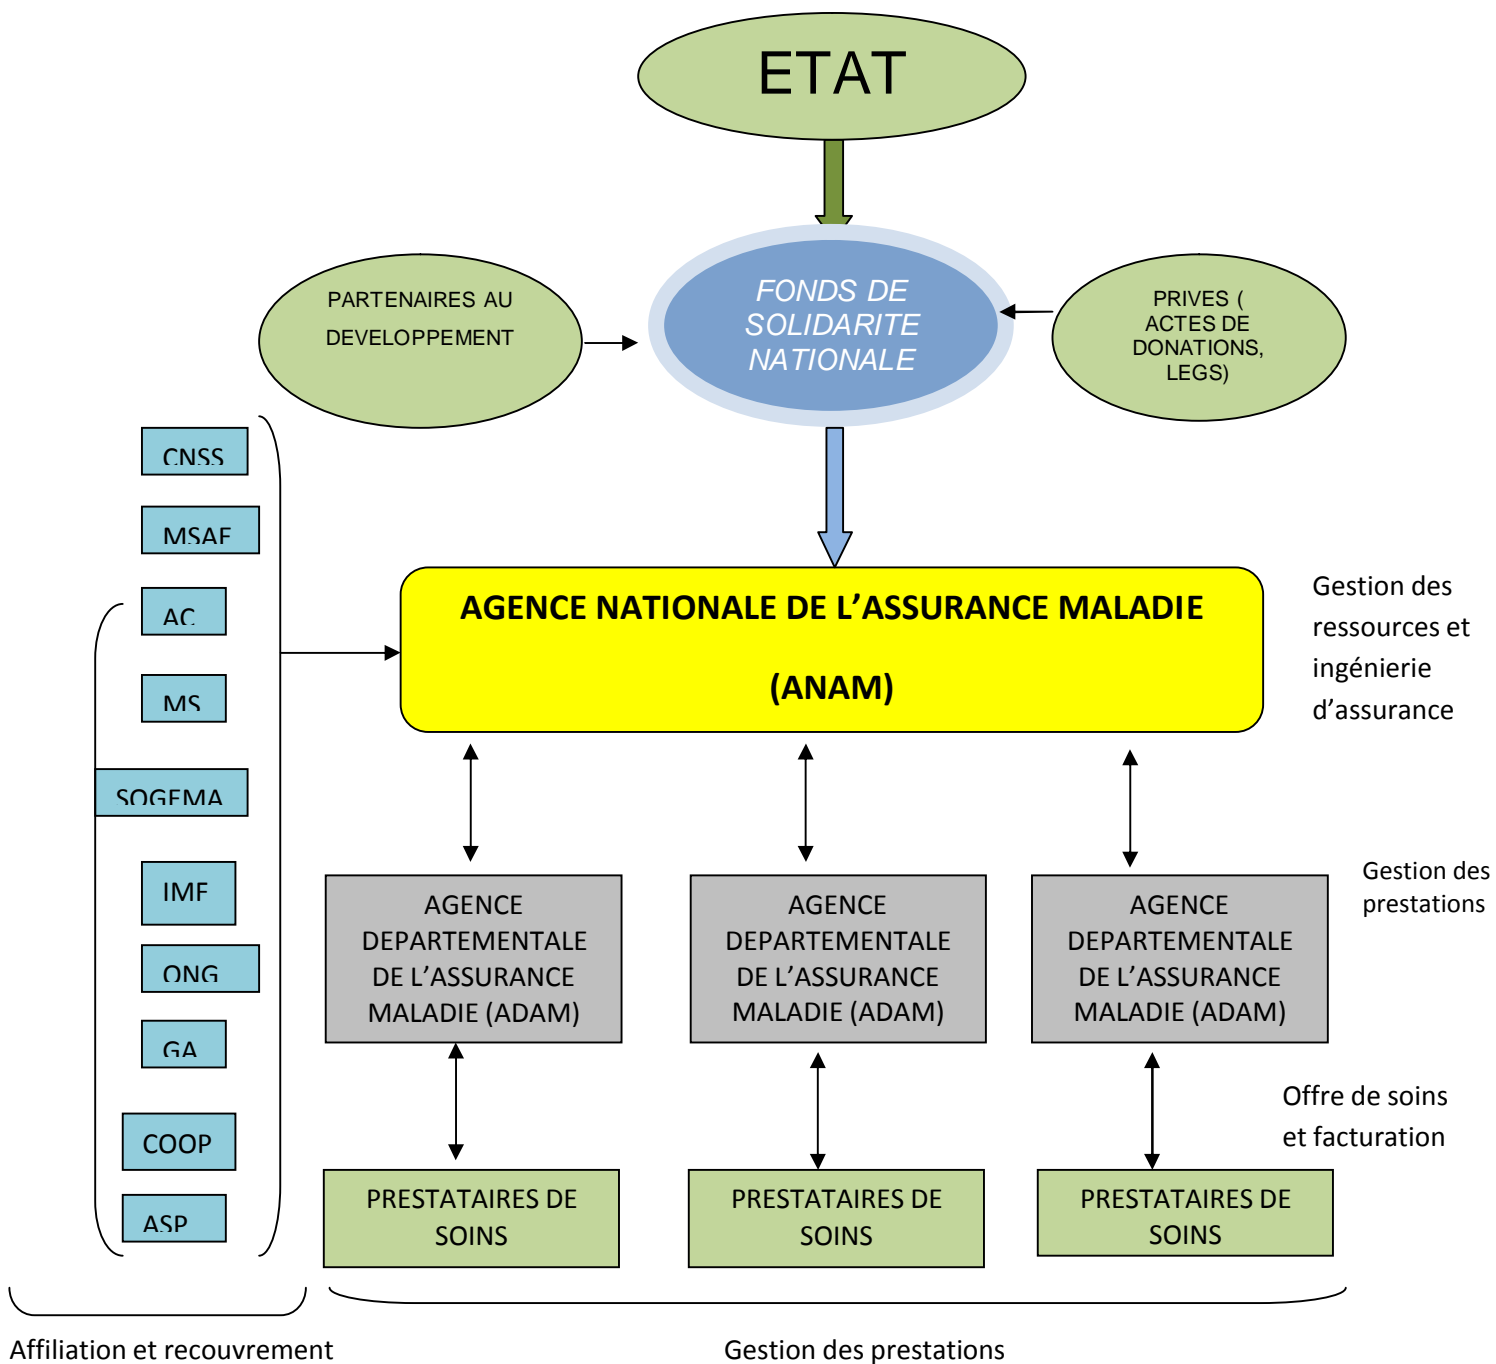 ETAT
PARTENAIRES AU
DEVELOPPEMENT
FONDS DE
SOLIDARITE
NATIONALE
PRIVES (
ACTES DE
DONATIONS,
LEGS)
CNSS
MSAE
AC
MS
SOGEMA
IMF
ONG
GA
COOP
ASP
AGENCE NATIONALE DE L’ASSURANCE MALADIE
(ANAM)
Gestion des
ressources et
ingénierie
d’assurance
AGENCE
DEPARTEMENTALE
DE L’ASSURANCE
MALADIE (ADAM)
AGENCE
DEPARTEMENTALE
DE L’ASSURANCE
MALADIE (ADAM)
AGENCE
DEPARTEMENTALE
DE L’ASSURANCE
MALADIE (ADAM)
Gestion des
prestations
Offre de soins
et facturation
PRESTATAIRES DE
SOINS
PRESTATAIRES DE
SOINS
PRESTATAIRES DE
SOINS
Affiliation et recouvrement
Gestion des prestations